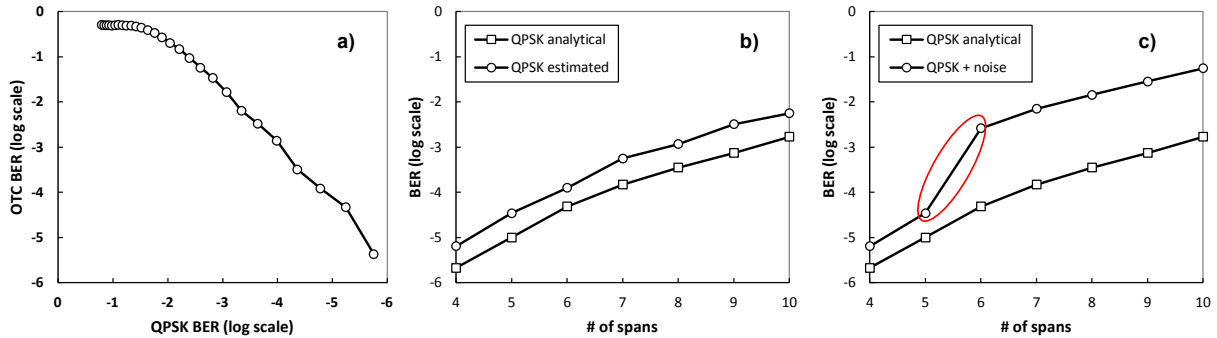 0
-1
-2
-3
-4
-5
-6
OTC BER (log scale)
a)
0 -1 -2 -3 -4 -5 -6
QPSK BER (log scale)
0
-1
-2
-3
-4
-5
-6
BER (log scale)
QPSK analytical
QPSK estimated
b)
4 5 6 7 8 9 10
# of spans
0
-1
-2
-3
-4
-5
-6
BER (log scale)
QPSK analytical
QPSK + noise
c)
4 5 6 7 8 9 10
# of spans